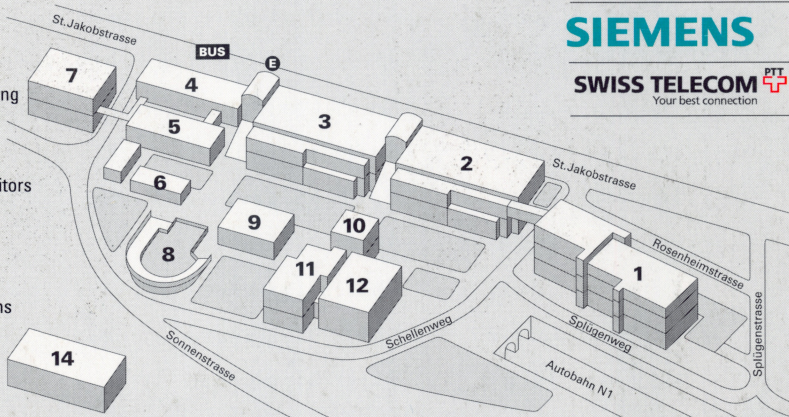 St.Jakobstrasse
BUS
E
SIEMENS
SWISS TELECOM PTT
Your best connection
7
4
ng
5
3
2
St.Jakobstrasse
itors
6
9
10
8
11
12
1
Rosenheimstrasse
ns
Schellenweg
Splügenweg
Splügenstrasse
Sonnenstrasse
14
Autobahn N1